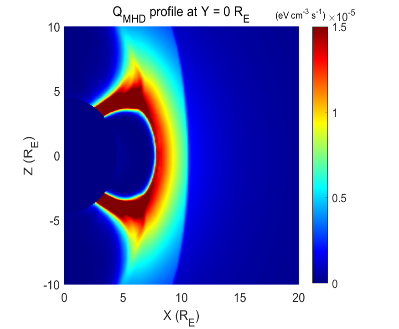 Q_MHD profile at Y = 0 R_E
(eV cm⁻³ s⁻¹) ×10⁻⁵
10
5
0
-5
-10
Z (R_E)
0 5 10 15 20
X (R_E)
1.5
1
0.5
0